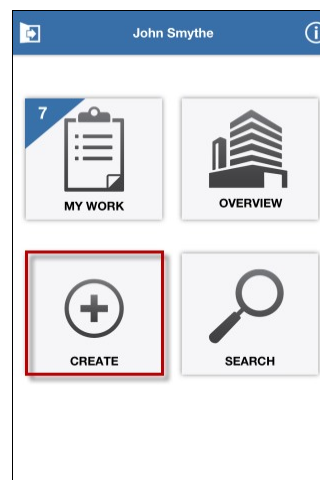 John Smythe
i
7
MY WORK
OVERVIEW
CREATE
SEARCH